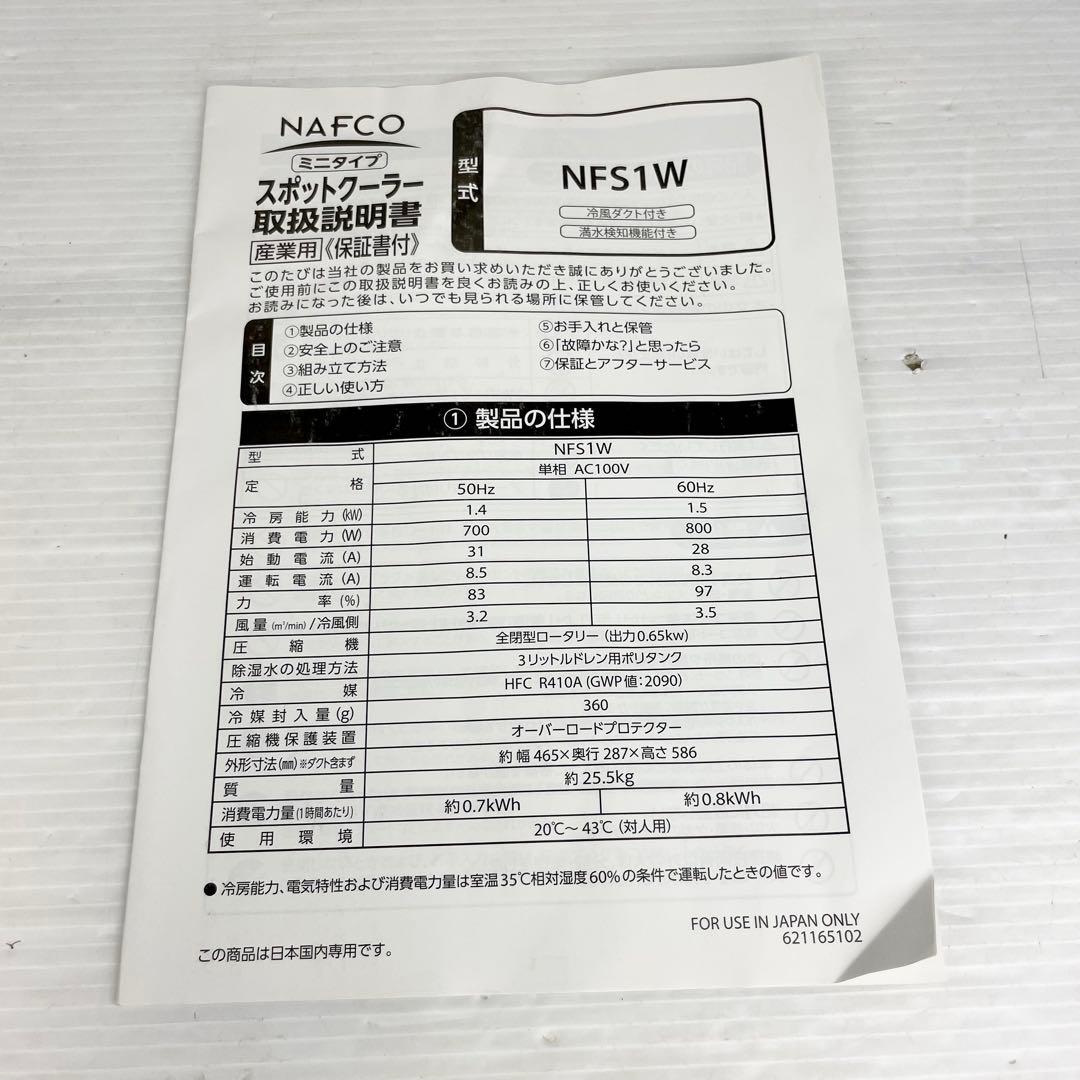 NAFCO
ミニタイプ
スポットクーラー
取扱説明書
産業用《保証書付》
型式
NFS1W
冷風ダクト付き
満水検知機能付き
このたびは当社の製品をお買い求めいただき誠にありがとうございました。
ご使用前にこの取扱説明書を良くお読みの上、正しくお使いください。
お読みになった後は、いつでも見られる場所に保管してください。
目次
①製品の仕様
②安全上のご注意
③組み立て方法
④正しい使い方
⑤お手入れと保管
⑥「故障かな?」と思ったら
⑦保証とアフターサービス
① 製品の仕様
型式 NFS1W
定格 単相 AC100V
50Hz 60Hz
冷房能力(kW) 1.4 1.5
消費電力(W) 700 800
始動電流(A) 31 28
運転電流(A) 8.5 8.3
力率(%) 83 97
風量(m³/min)/冷風側 3.2 3.5
圧縮機 全閉型ロータリー(出力0.65kw)
除湿水の処理方法 3リットルドレン用ポリタンク
冷媒 HFC R410A(GWP値:2090)
冷媒封入量(g) 360
圧縮機保護装置 オーバーロードプロテクター
外形寸法(mm)※ダクト含まず 約 幅 465×奥行 287×高さ 586
質量 約25.5kg
消費電力量(1時間あたり) 約0.7kWh 約0.8kWh
使用環境 20℃〜43℃(対人用)
●冷房能力、電気特性および消費電力量は室温35℃相対湿度60%の条件で運転したときの値です。
FOR USE IN JAPAN ONLY
621165102
この商品は日本国内専用です。